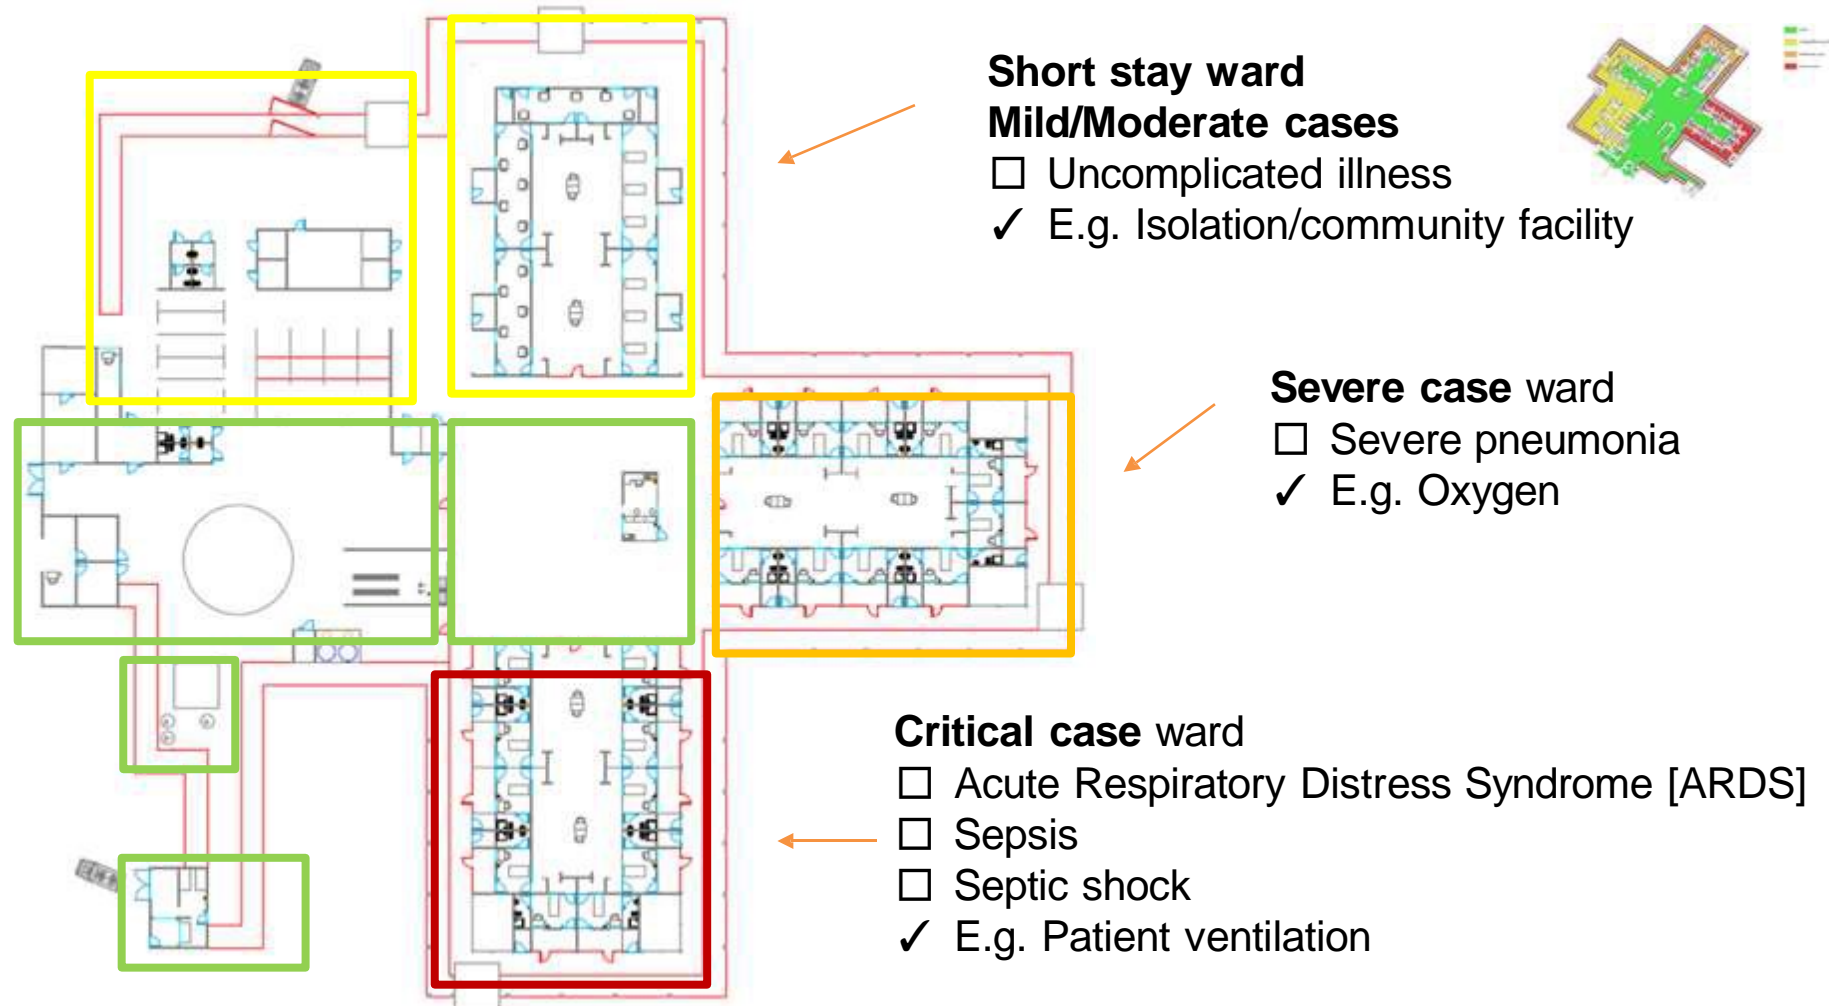 Short stay ward
Mild/Moderate cases
☐ Uncomplicated illness
✓ E.g. Isolation/community facility
Severe case ward
☐ Severe pneumonia
✓ E.g. Oxygen
Critical case ward
☐ Acute Respiratory Distress Syndrome [ARDS]
☐ Sepsis
☐ Septic shock
✓ E.g. Patient ventilation